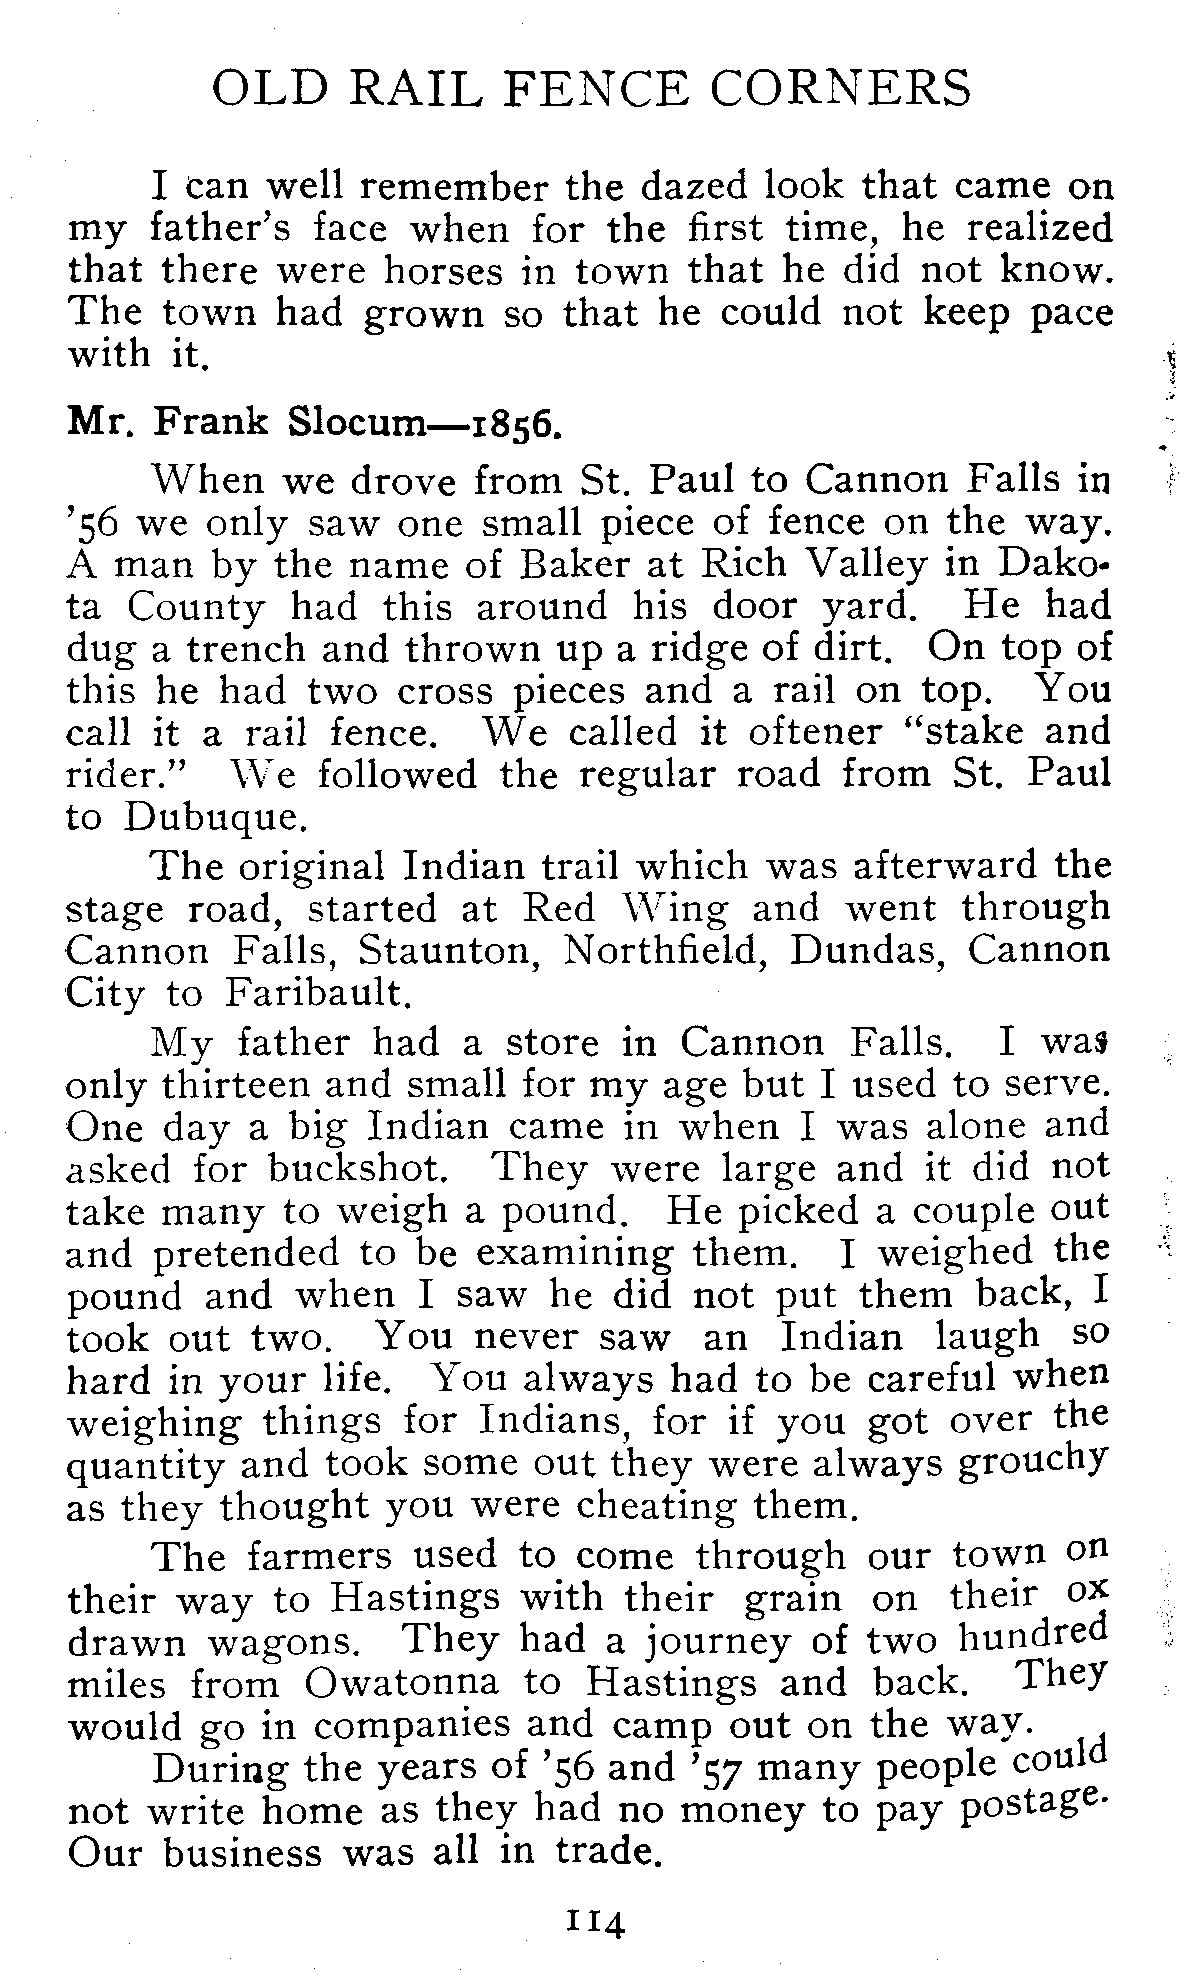 OLD RAIL FENCE CORNERS
I can well remember the dazed look that came on
my father's face when for the first time, he realized
that there were horses in town that he did not know.
The town had grown so that he could not keep pace
with it.
Mr. Frank Slocum—1856.
When we drove from St. Paul to Cannon Falls in
'56 we only saw one small piece of fence on the way.
A man by the name of Baker at Rich Valley in Dako-
ta County had this around his door yard. He had
dug a trench and thrown up a ridge of dirt. On top of
this he had two cross pieces and a rail on top. You
call it a rail fence. We called it oftener “stake and
rider.” We followed the regular road from St. Paul
to Dubuque.
The original Indian trail which was afterward the
stage road, started at Red Wing and went through
Cannon Falls, Staunton, Northfield, Dundas, Cannon
City to Faribault.
My father had a store in Cannon Falls. I was
only thirteen and small for my age but I used to serve.
One day a big Indian came in when I was alone and
asked for buckshot. They were large and it did not
take many to weigh a pound. He picked a couple out
and pretended to be examining them. I weighed the
pound and when I saw he did not put them back, I
took out two. You never saw an Indian laugh so
hard in your life. You always had to be careful when
weighing things for Indians, for if you got over the
quantity and took some out they were always grouchy
as they thought you were cheating them.
The farmers used to come through our town on
their way to Hastings with their grain on their ox
drawn wagons. They had a journey of two hundred
miles from Owatonna to Hastings and back. They
would go in companies and camp out on the way.
During the years of '56 and '57 many people could
not write home as they had no money to pay postage.
Our business was all in trade.
114